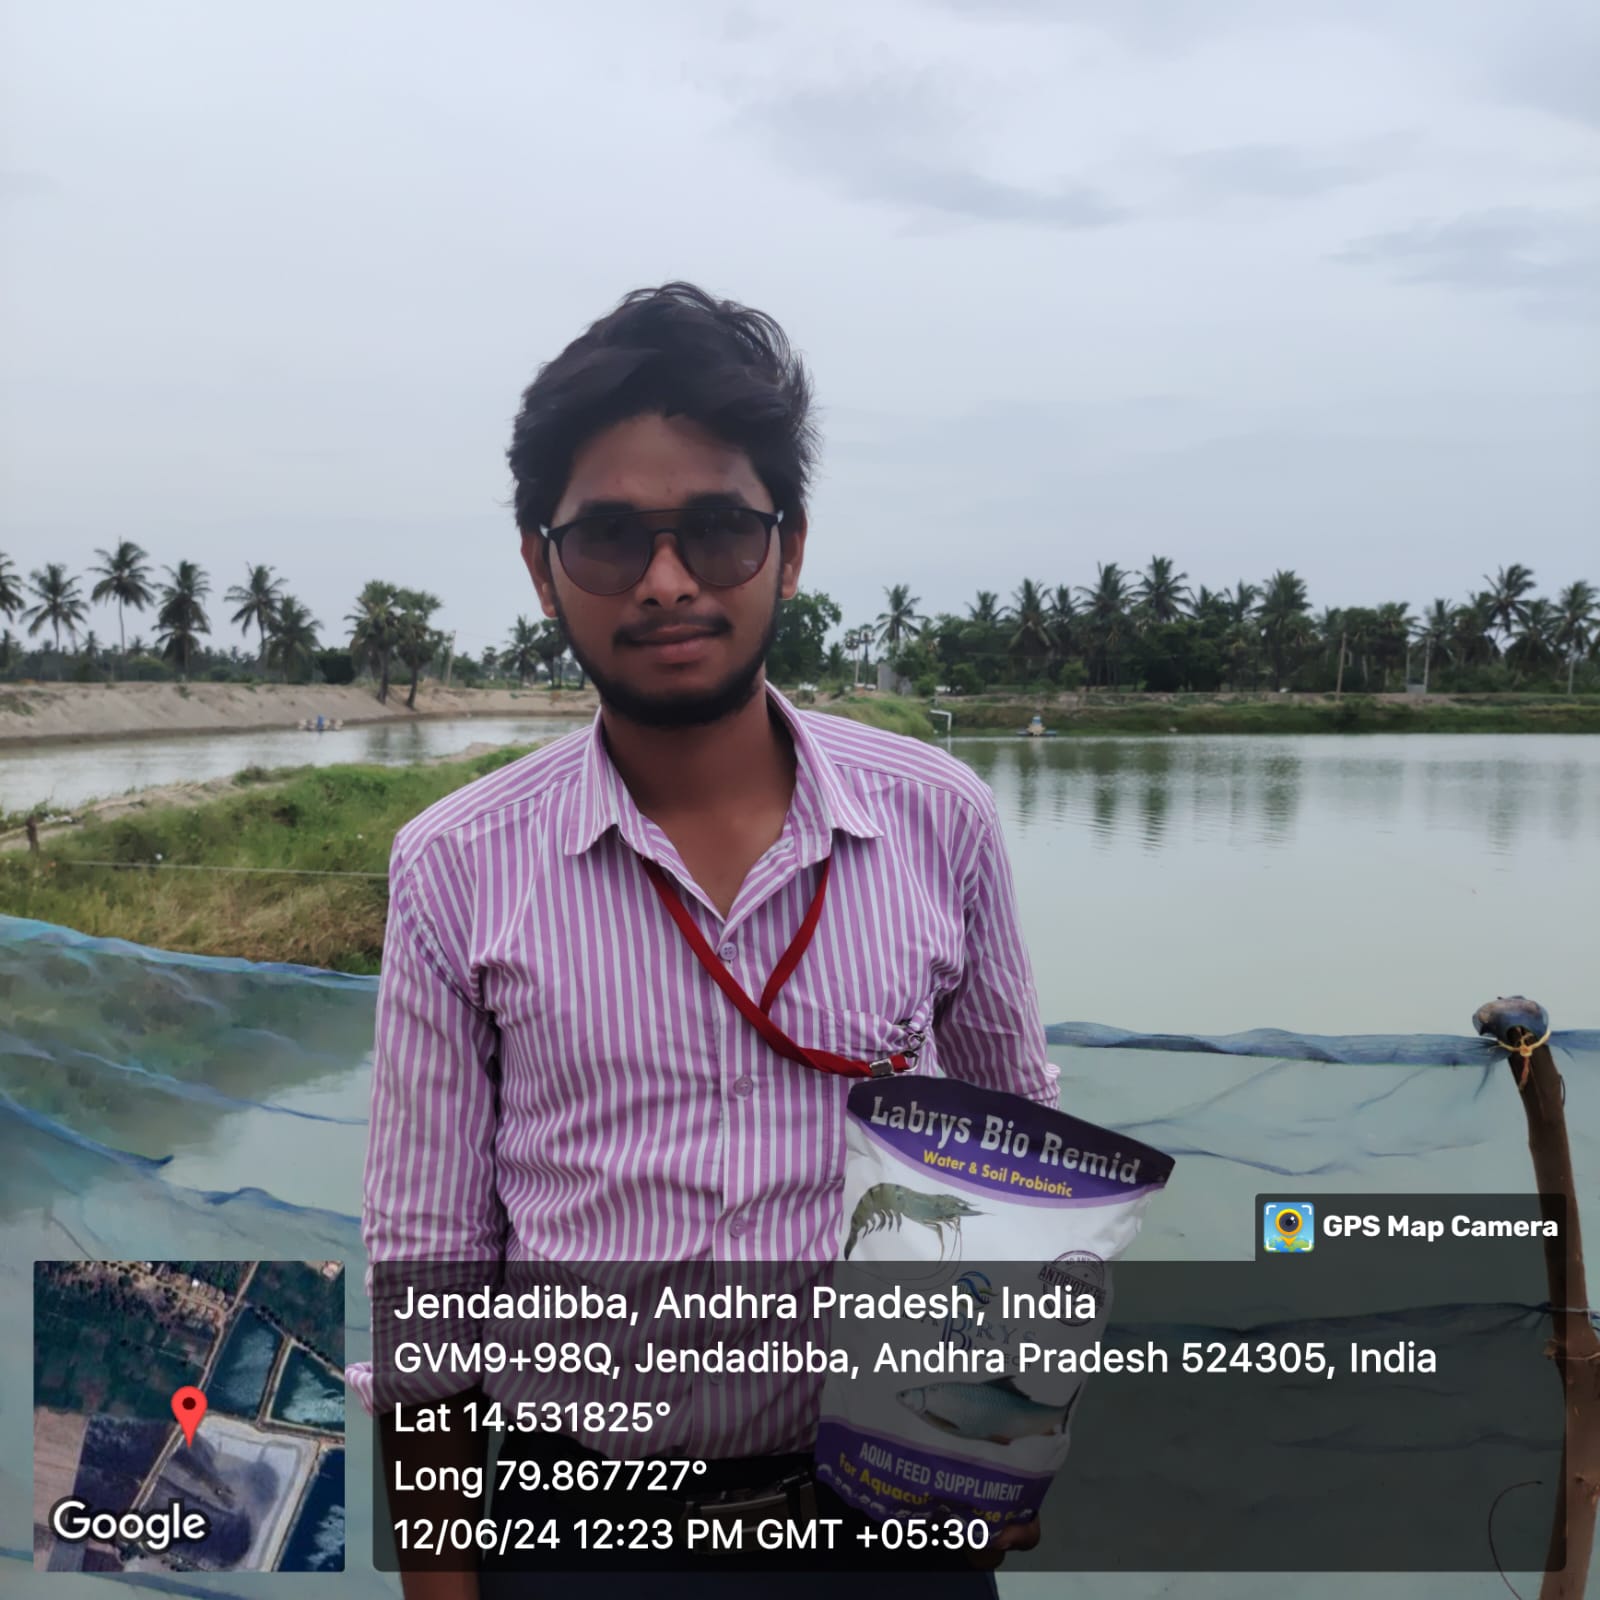 Labrys Bio Remid
Water & Soil Probiotic
ANTIBIOTICS
AQUA FEED SUPPLIMENT
For
GPS Map Camera
Jendadibba, Andhra Pradesh, India
GVM9+98Q, Jendadibba, Andhra Pradesh 524305, India
Lat 14.531825°
Long 79.867727°
12/06/24 12:23 PM GMT +05:30
Google